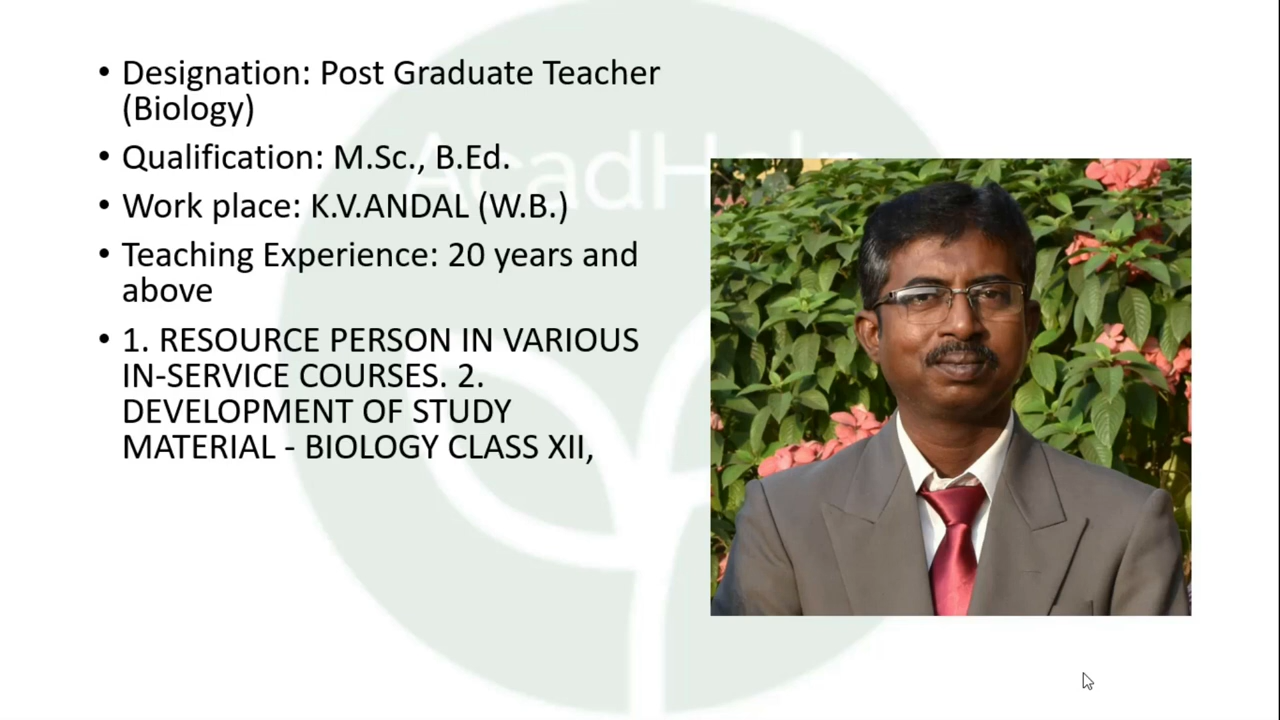 • Designation: Post Graduate Teacher
(Biology)
• Qualification: M.Sc., B.Ed.
• Work place: K.V.ANDAL (W.B.)
• Teaching Experience: 20 years and
above
• 1. RESOURCE PERSON IN VARIOUS
IN-SERVICE COURSES. 2.
DEVELOPMENT OF STUDY
MATERIAL - BIOLOGY CLASS XII,
AcadHelp